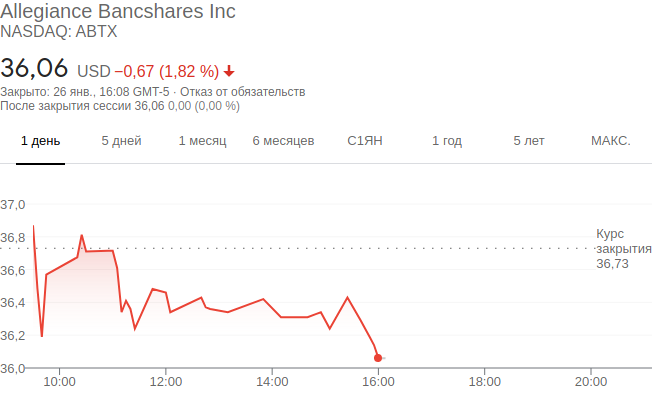 Allegiance Bancshares Inc
NASDAQ: ABTX
36,06 USD −0,67 (1,82 %)
Закрыто: 26 янв., 16:08 GMT-5 · Отказ от обязательств
После закрытия сессии 36,06 0,00 (0,00 %)
1 день 5 дней 1 месяц 6 месяцев С1ЯН 1 год 5 лет МАКС.
37,0
36,8
36,6
36,4
36,2
36,0
Курс
закрытия
36,73
10:00 12:00 14:00 16:00 18:00 20:00